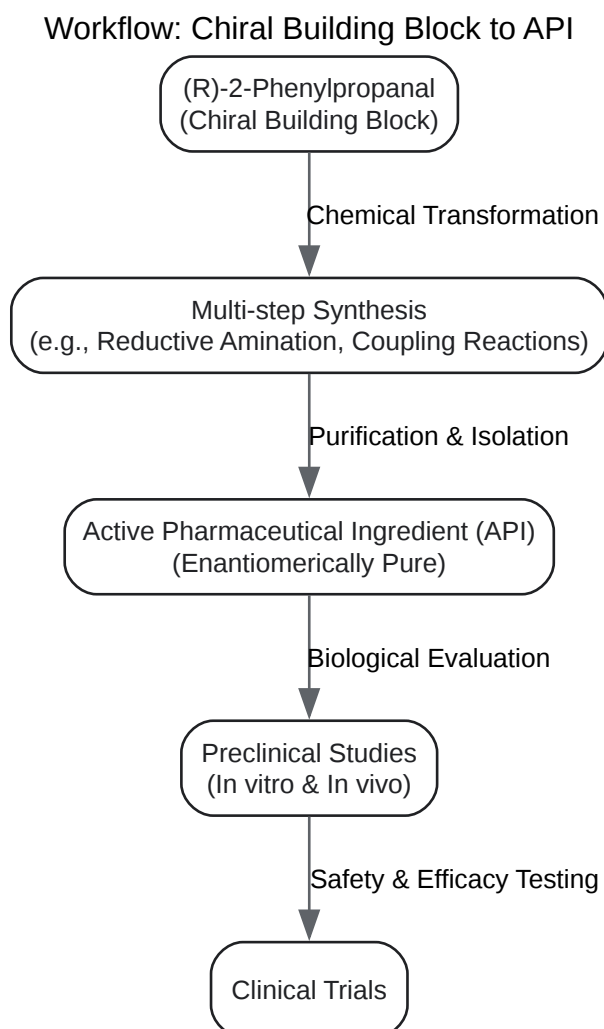 Workflow: Chiral Building Block to API
(R)-2-Phenylpropanal
(Chiral Building Block)
Chemical Transformation
Multi-step Synthesis
(e.g., Reductive Amination, Coupling Reactions)
Purification & Isolation
Active Pharmaceutical Ingredient (API)
(Enantiomerically Pure)
Biological Evaluation
Preclinical Studies
(In vitro & In vivo)
Safety & Efficacy Testing
Clinical Trials